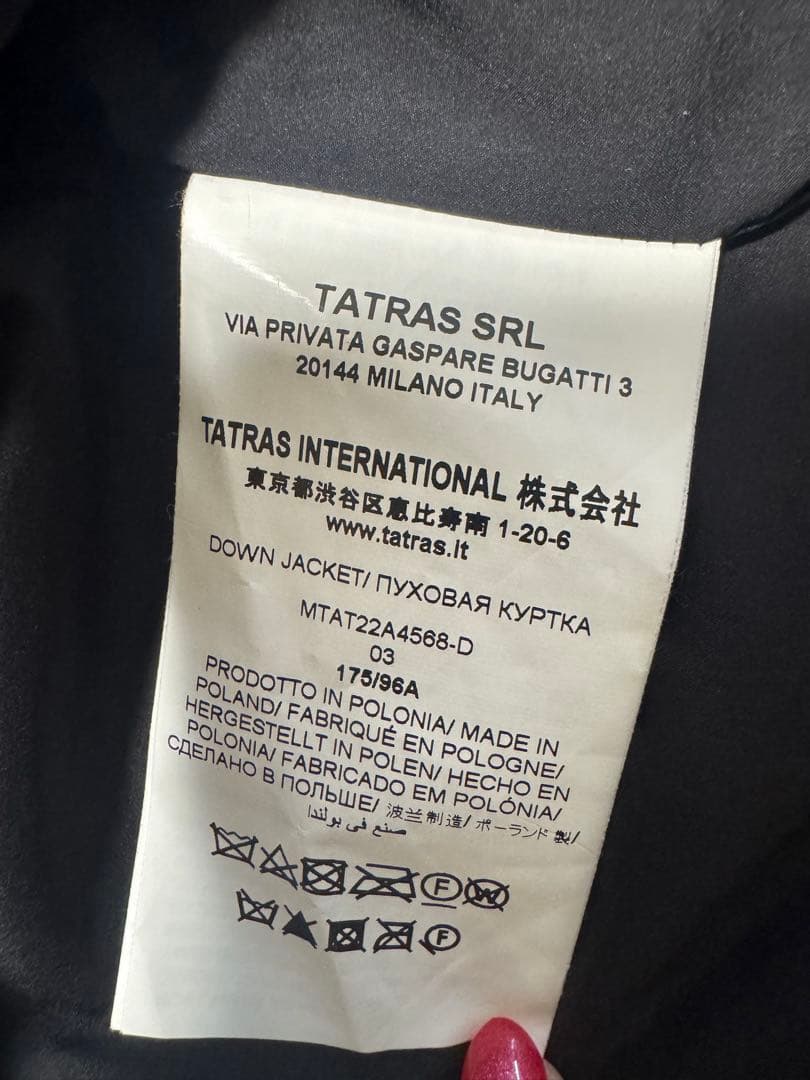 TATRAS SRL
VIA PRIVATA GASPARE BUGATTI 3
20144 MILANO ITALY
TATRAS INTERNATIONAL 株式会社
東京都渋谷区恵比寿南 1-20-6
www.tatras.it
DOWN JACKET/ ПУХОВАЯ КУРТКА
MTAT22A4568-D
03
175/96A
PRODOTTO IN POLONIA/ MADE IN
POLAND/ FABRIQUÉ EN POLOGNE/
HERGESTELLT IN POLEN/ HECHO EN
POLONIA/ FABRICADO EM POLÓNIA/
СДЕЛАНО В ПОЛЬШЕ/ 波兰制造/ ポーランド製/
صنع في بولندا
F W
F